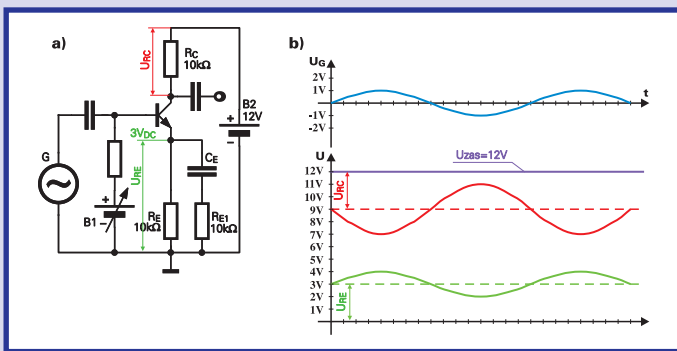 a)
URC
RC
10kΩ
B2
12V
+
−
3VDC
G
URE
CE
+
B1 −
RE
10kΩ
RE1
10kΩ
b)
UG
2V
1V
-1V
-2V
t
U
Uzas=12V
12V
11V
10V
9V
8V
7V
6V
5V
4V
3V
2V
1V
URC
URE
t